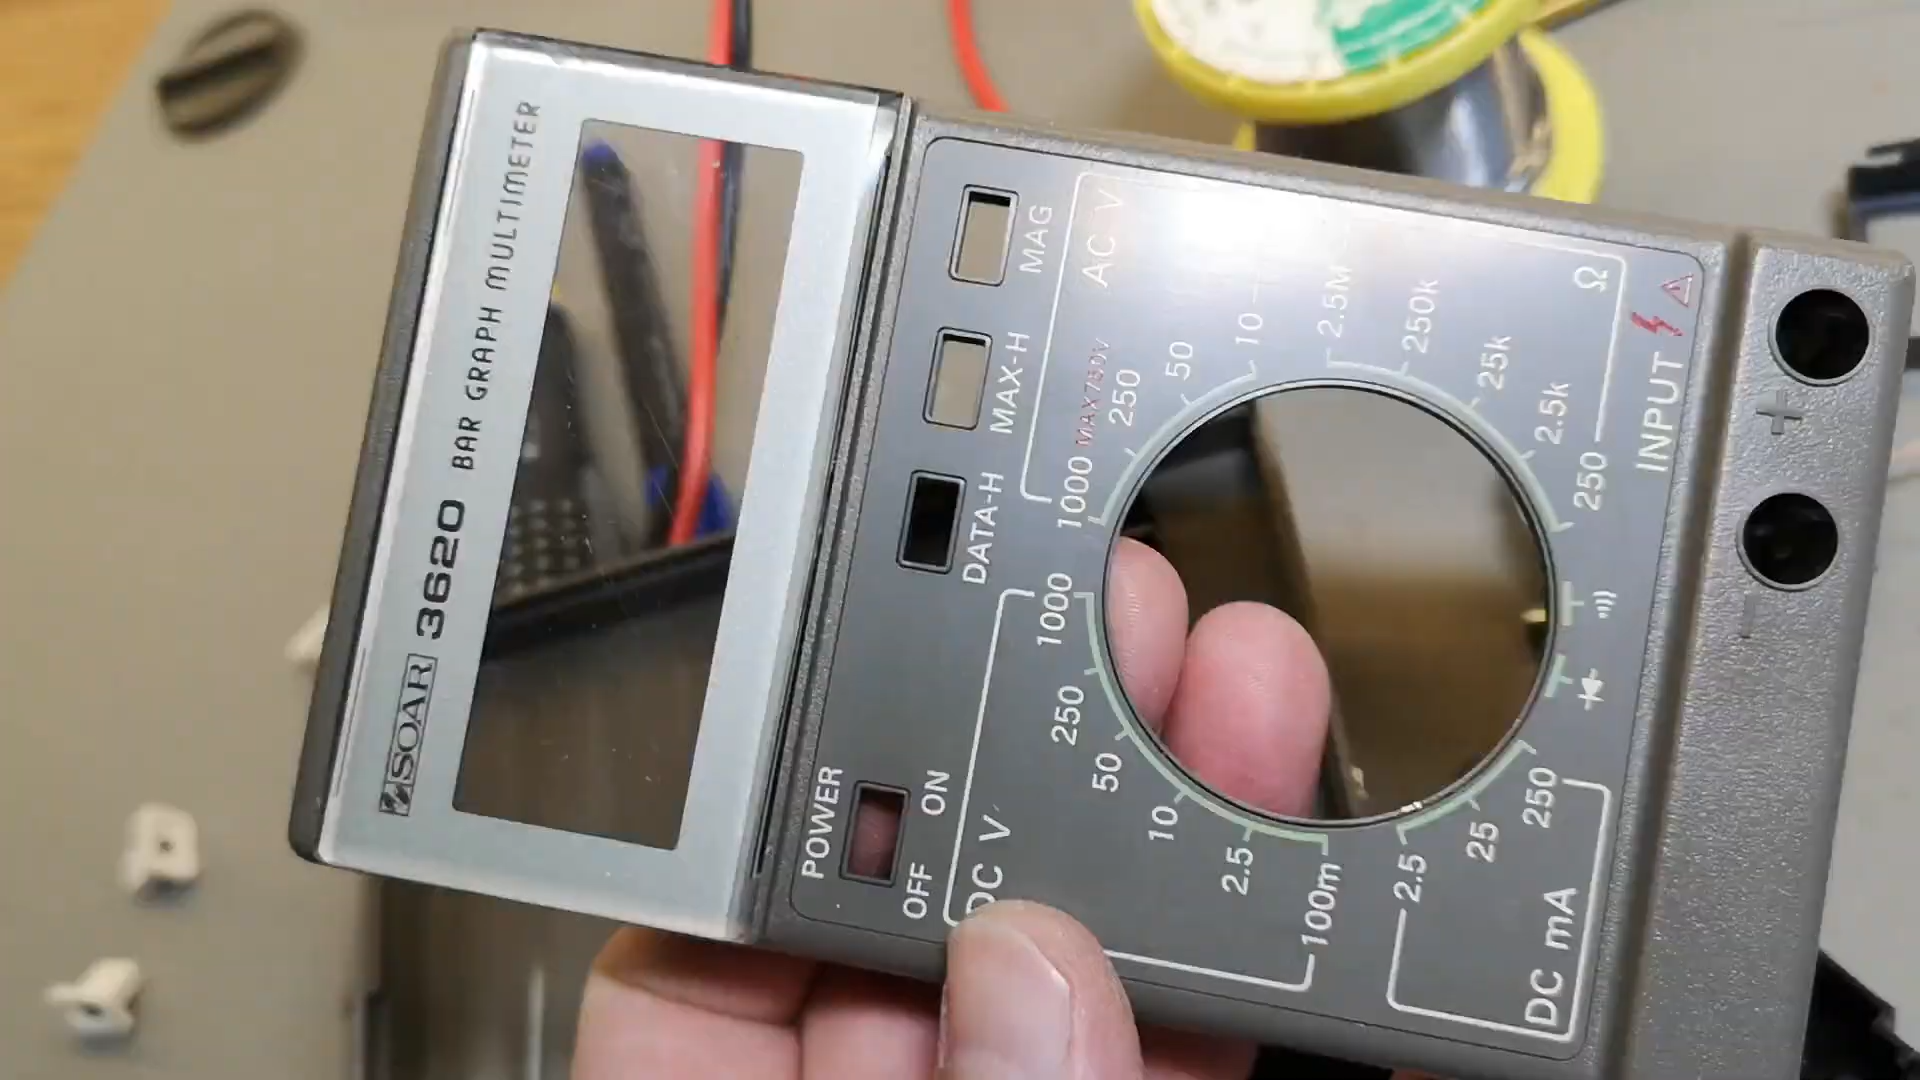 SOAR 3620 BAR GRAPH MULTIMETER
POWER
OFF ON
DATA-H
MAX-H
MAG
DC V
1000
250
50
10
2.5
100m
AC V
MAX750V
1000
250
50
10
Ω
2.5M
250k
25k
2.5k
250
DC mA
2.5
25
250
INPUT
+
−